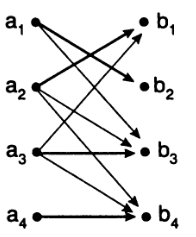 a₁ b₁
a₂ b₂
a₃ b₃
a₄ b₄